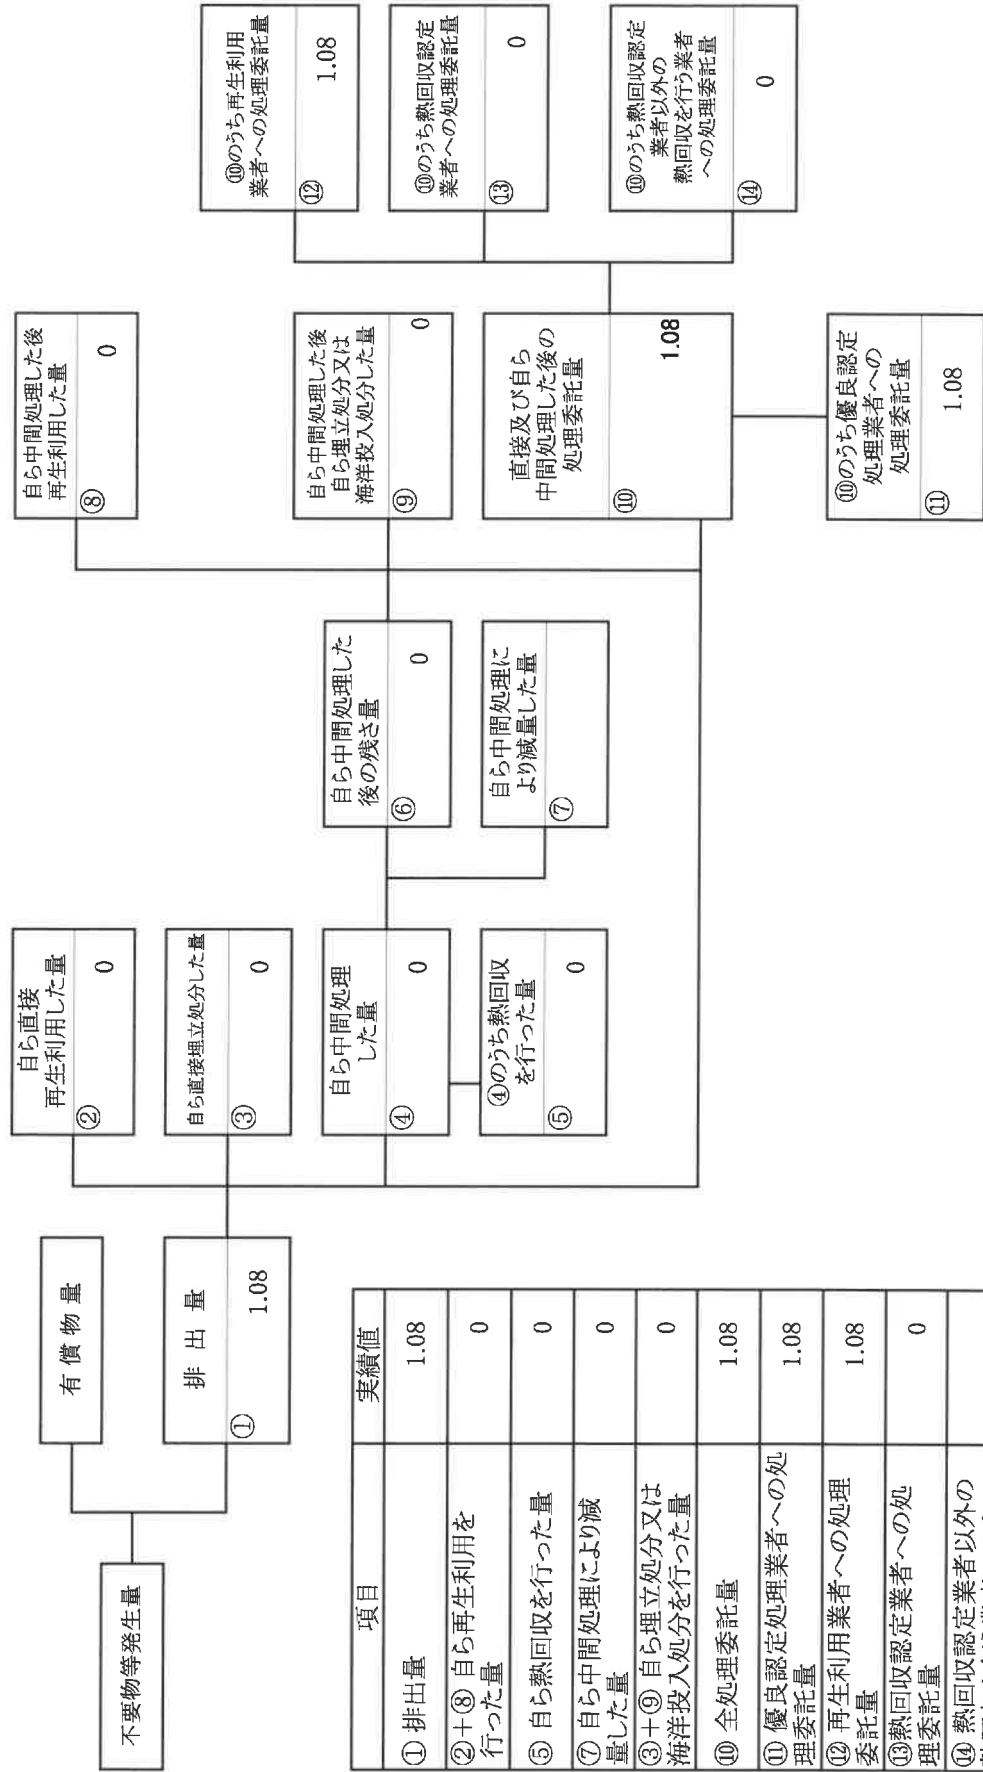 不要物等発生量
有 償 物 量
排 出 量
① 1.08
自ら直接
再生利用した量
② 0
自ら直接埋立処分した量
③ 0
自ら中間処理
した量
④ 0
④のうち熱回収
を行った量
⑤ 0
自ら中間処理した
後の残さ量
⑥ 0
自ら中間処理に
より減量した量
⑦
自ら中間処理した後
再生利用した量
⑧ 0
自ら中間処理した後
自ら埋立処分又は
海洋投入処分した量
⑨ 0
直接及び自ら
中間処理した後の
処理委託量
⑩ 1.08
⑩のうち優良認定
処理業者への
処理委託量
⑪ 1.08
⑩のうち再生利用
業者への処理委託量
⑫ 1.08
⑩のうち熱回収認定
業者への処理委託量
⑬ 0
⑩のうち熱回収認定
業者以外の
熱回収を行う業者
への処理委託量
⑭ 0
項目 実績値
① 排出量 1.08
②＋⑧ 自ら再生利用を
行った量 0
⑤ 自ら熱回収を行った量 0
⑦ 自ら中間処理により減
量した量 0
③＋⑨ 自ら埋立処分又は
海洋投入処分を行った量 0
⑩ 全処理委託量 1.08
⑪ 優良認定処理業者への処
理委託量 1.08
⑫ 再生利用業者への処理
委託量 1.08
⑬熱回収認定業者への処
理委託量 0
⑭ 熱回収認定業者以外の